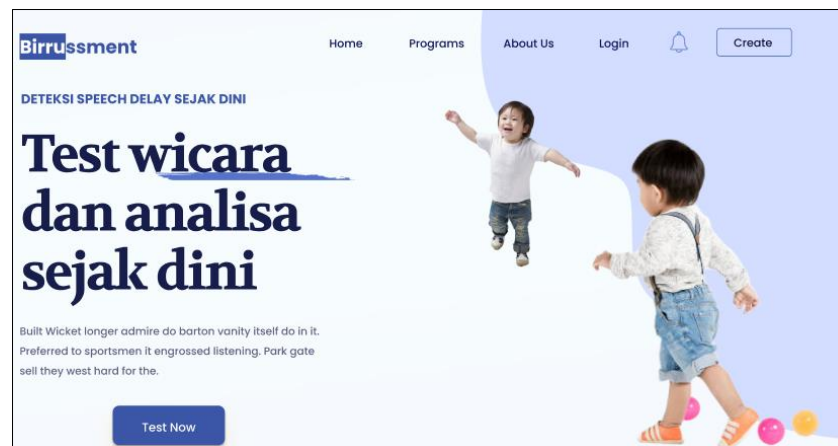 Birrussment
Home Programs About Us Login Create
DETEKSI SPEECH DELAY SEJAK DINI
Test wicara
dan analisa
sejak dini
Built Wicket longer admire do barton vanity itself do in it.
Preferred to sportsmen it engrossed listening. Park gate
sell they west hard for the.
Test Now